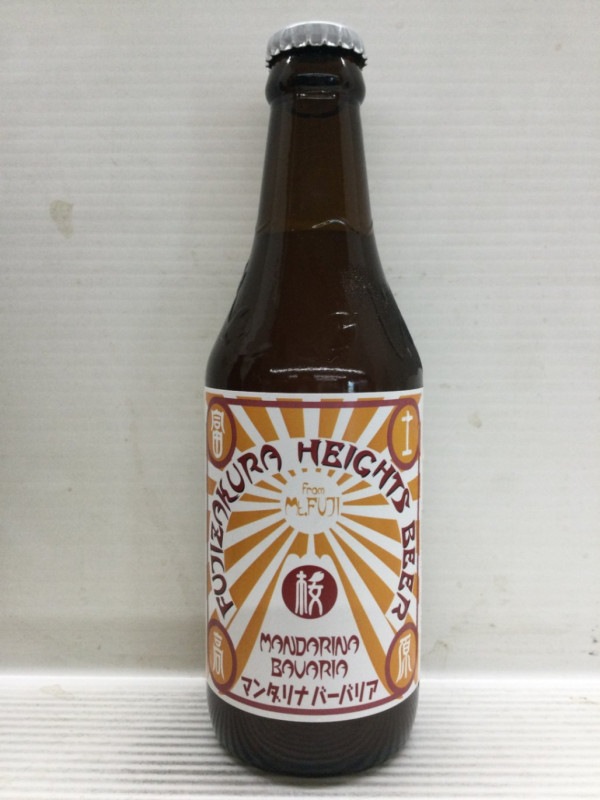 富
士
FUJIZAKURA HEIGHTS BEER
from
Mt.FUJI
桜
高
原
MANDARINA
BAVARIA
マンダリナ バーバリア